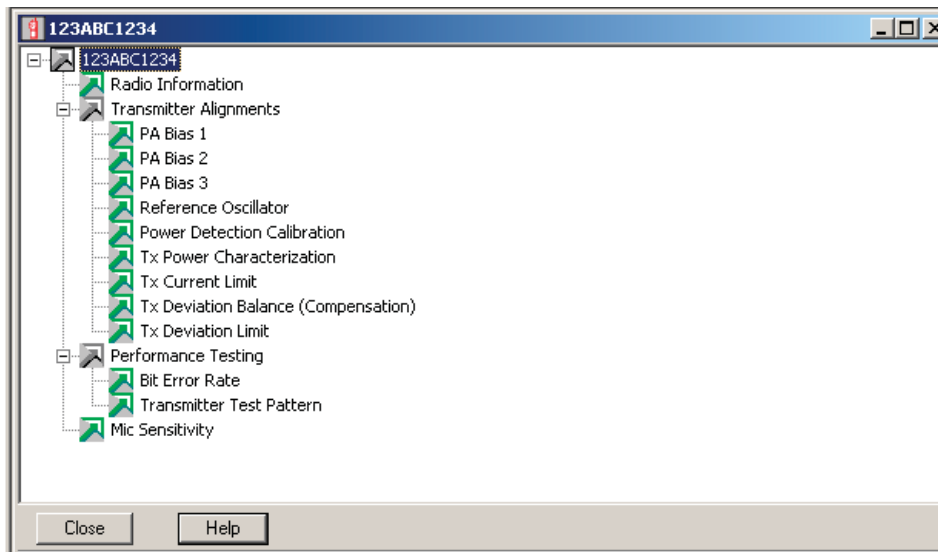 123ABC1234
123ABC1234
Radio Information
Transmitter Alignments
PA Bias 1
PA Bias 2
PA Bias 3
Reference Oscillator
Power Detection Calibration
Tx Power Characterization
Tx Current Limit
Tx Deviation Balance (Compensation)
Tx Deviation Limit
Performance Testing
Bit Error Rate
Transmitter Test Pattern
Mic Sensitivity
Close Help